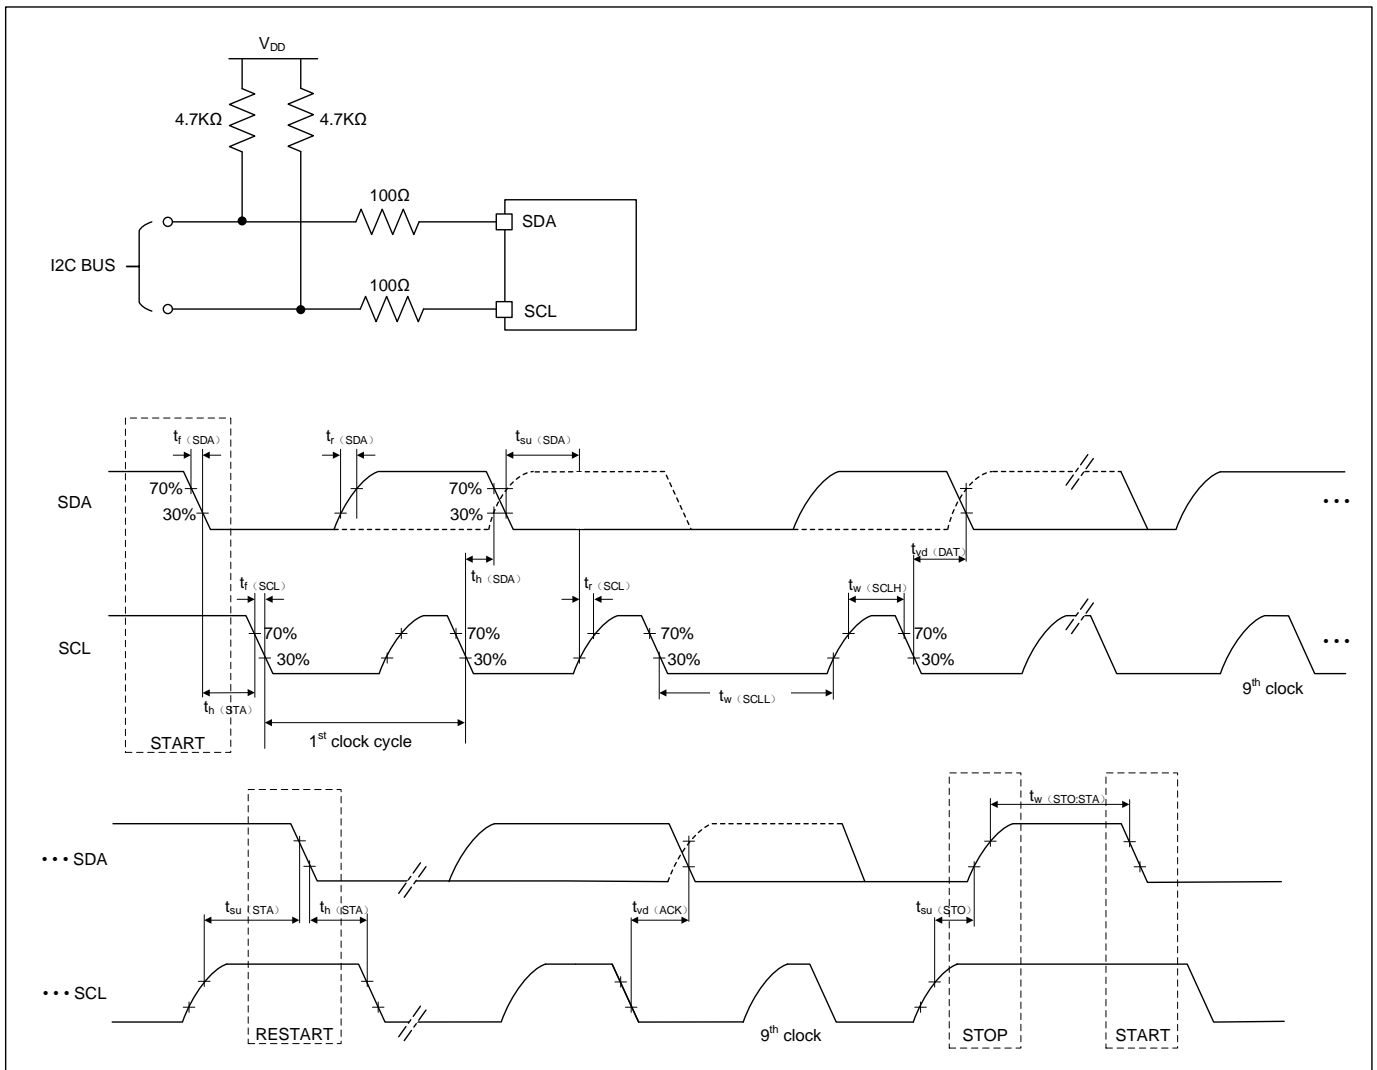 VDD
4.7KΩ 4.7KΩ
100Ω
SDA
I2C BUS
100Ω
SCL
tf（SDA） tr（SDA） tsu（SDA）
70% 70%
SDA
30% 30%
...
tvd（DAT）
th（SDA）
tf（SCL） tr（SCL） tw（SCLH）
70% 70% 70% 70%
SCL
30% 30% 30% 30%
...
th（STA） tw（SCLL） 9th clock
START 1st clock cycle
tw（STO:STA）
... SDA
tsu（STA） th（STA） tvd（ACK） tsu（STO）
... SCL
RESTART 9th clock STOP START